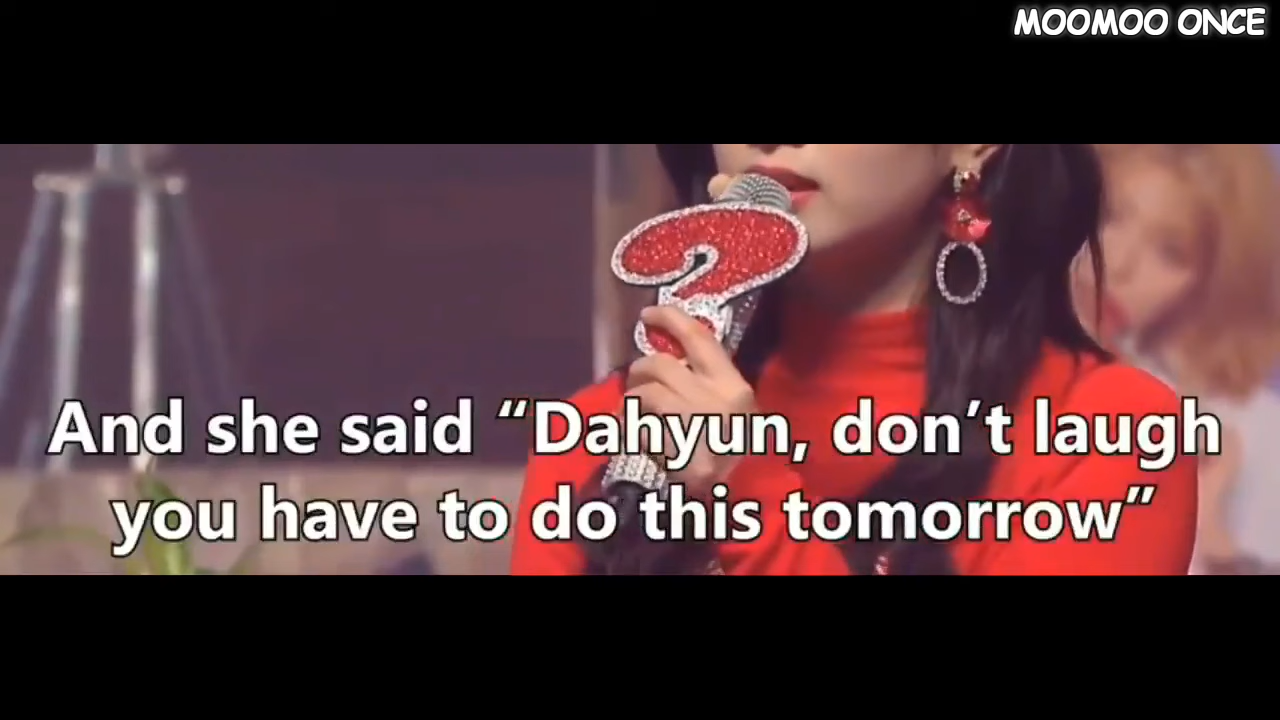 MOOMOO ONCE
And she said “Dahyun, don’t laugh
you have to do this tomorrow”